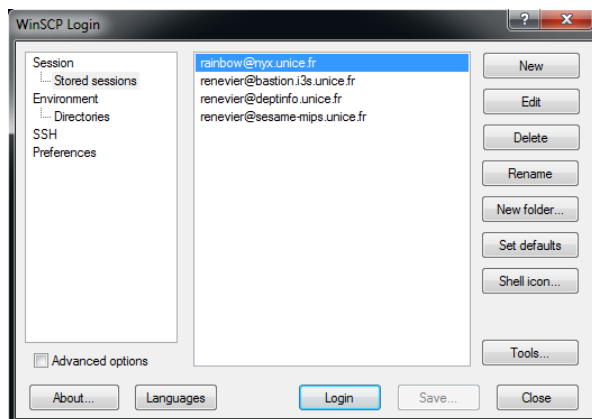 WinSCP Login
Session
Stored sessions
Environment
Directories
SSH
Preferences
Advanced options
rainbow@nyx.unice.fr
renevier@bastion.i3s.unice.fr
renevier@deptinfo.unice.fr
renevier@sesame-mips.unice.fr
New
Edit
Delete
Rename
New folder...
Set defaults
Shell icon...
Tools...
About...
Languages
Login
Save...
Close